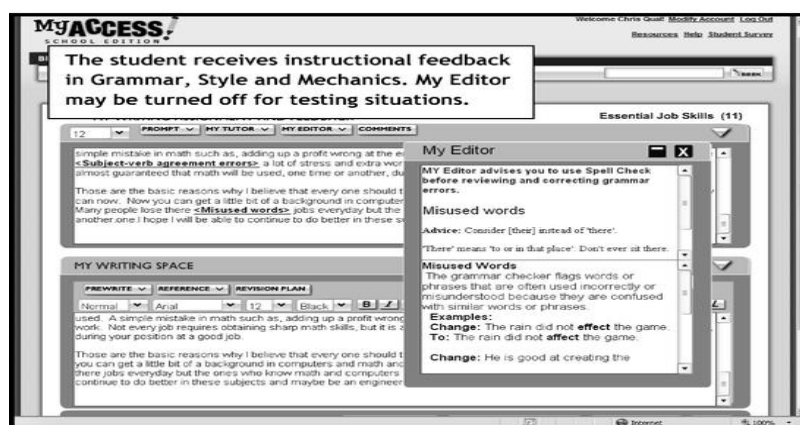 MYACCESS!
SCHOOL EDITION
Welcome Chris Qual! Modify Account Log Out
Resources Help Student Survey
The student receives instructional feedback
in Grammar, Style and Mechanics. My Editor
may be turned off for testing situations.
Essential Job Skills (11)
12 PROMPT MY TUTOR MY EDITOR COMMENTS
simple mistake in math such as, adding up a profit wrong at the
<Subject-verb agreement errors> a lot of stress and extra wor
almost guaranteed that math will be used, one time or another, du
Those are the basic reasons why I believe that every one should t
can now. Now you can get a little bit of a background in computer
Many people lose there <Misused words> jobs everyday but the
another one I hope I will be able to continue to do better in these s
My Editor
MY Editor advises you to use Spell Check
before reviewing and correcting grammar
errors.
Misused words
Advice: Consider [their] instead of 'there'.
'There' means 'to or in that place'. Don't ever sit there.
Misused Words
The grammar checker flags words or
phrases that are often used incorrectly or
misunderstood because they are confused
with similar words or phrases.
Examples:
Change: The rain did not effect the game.
To: The rain did not affect the game.
Change: He is good at creating the
MY WRITING SPACE
PREWRITE REFERENCE REVISION PLAN
Normal Arial 12 Black B I
used. A simple mistake in math such as, adding up a profit wrong
work. Not every job requires obtaining sharp math skills, but it is
during your position at a good job.
Those are the basic reasons why I believe that every one should t
you can get a little bit of a background in computers and math and
there jobs everyday but the ones who know math and computers
continue to do better in these subjects and maybe be an engineer
Internet
100%